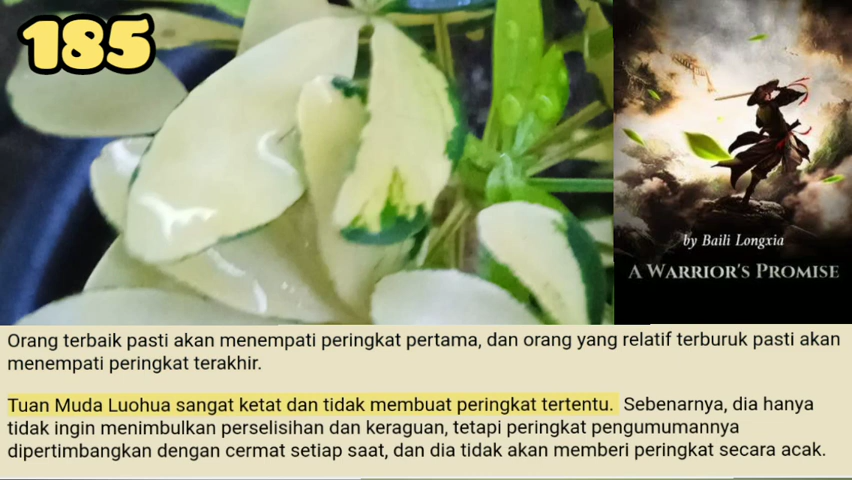 185
by Baili Longxia
A WARRIOR'S PROMISE
Orang terbaik pasti akan menempati peringkat pertama, dan orang yang relatif terburuk pasti akan
menempati peringkat terakhir.
Tuan Muda Luohua sangat ketat dan tidak membuat peringkat tertentu. Sebenarnya, dia hanya
tidak ingin menimbulkan perselisihan dan keraguan, tetapi peringkat pengumumannya
dipertimbangkan dengan cermat setiap saat, dan dia tidak akan memberi peringkat secara acak.